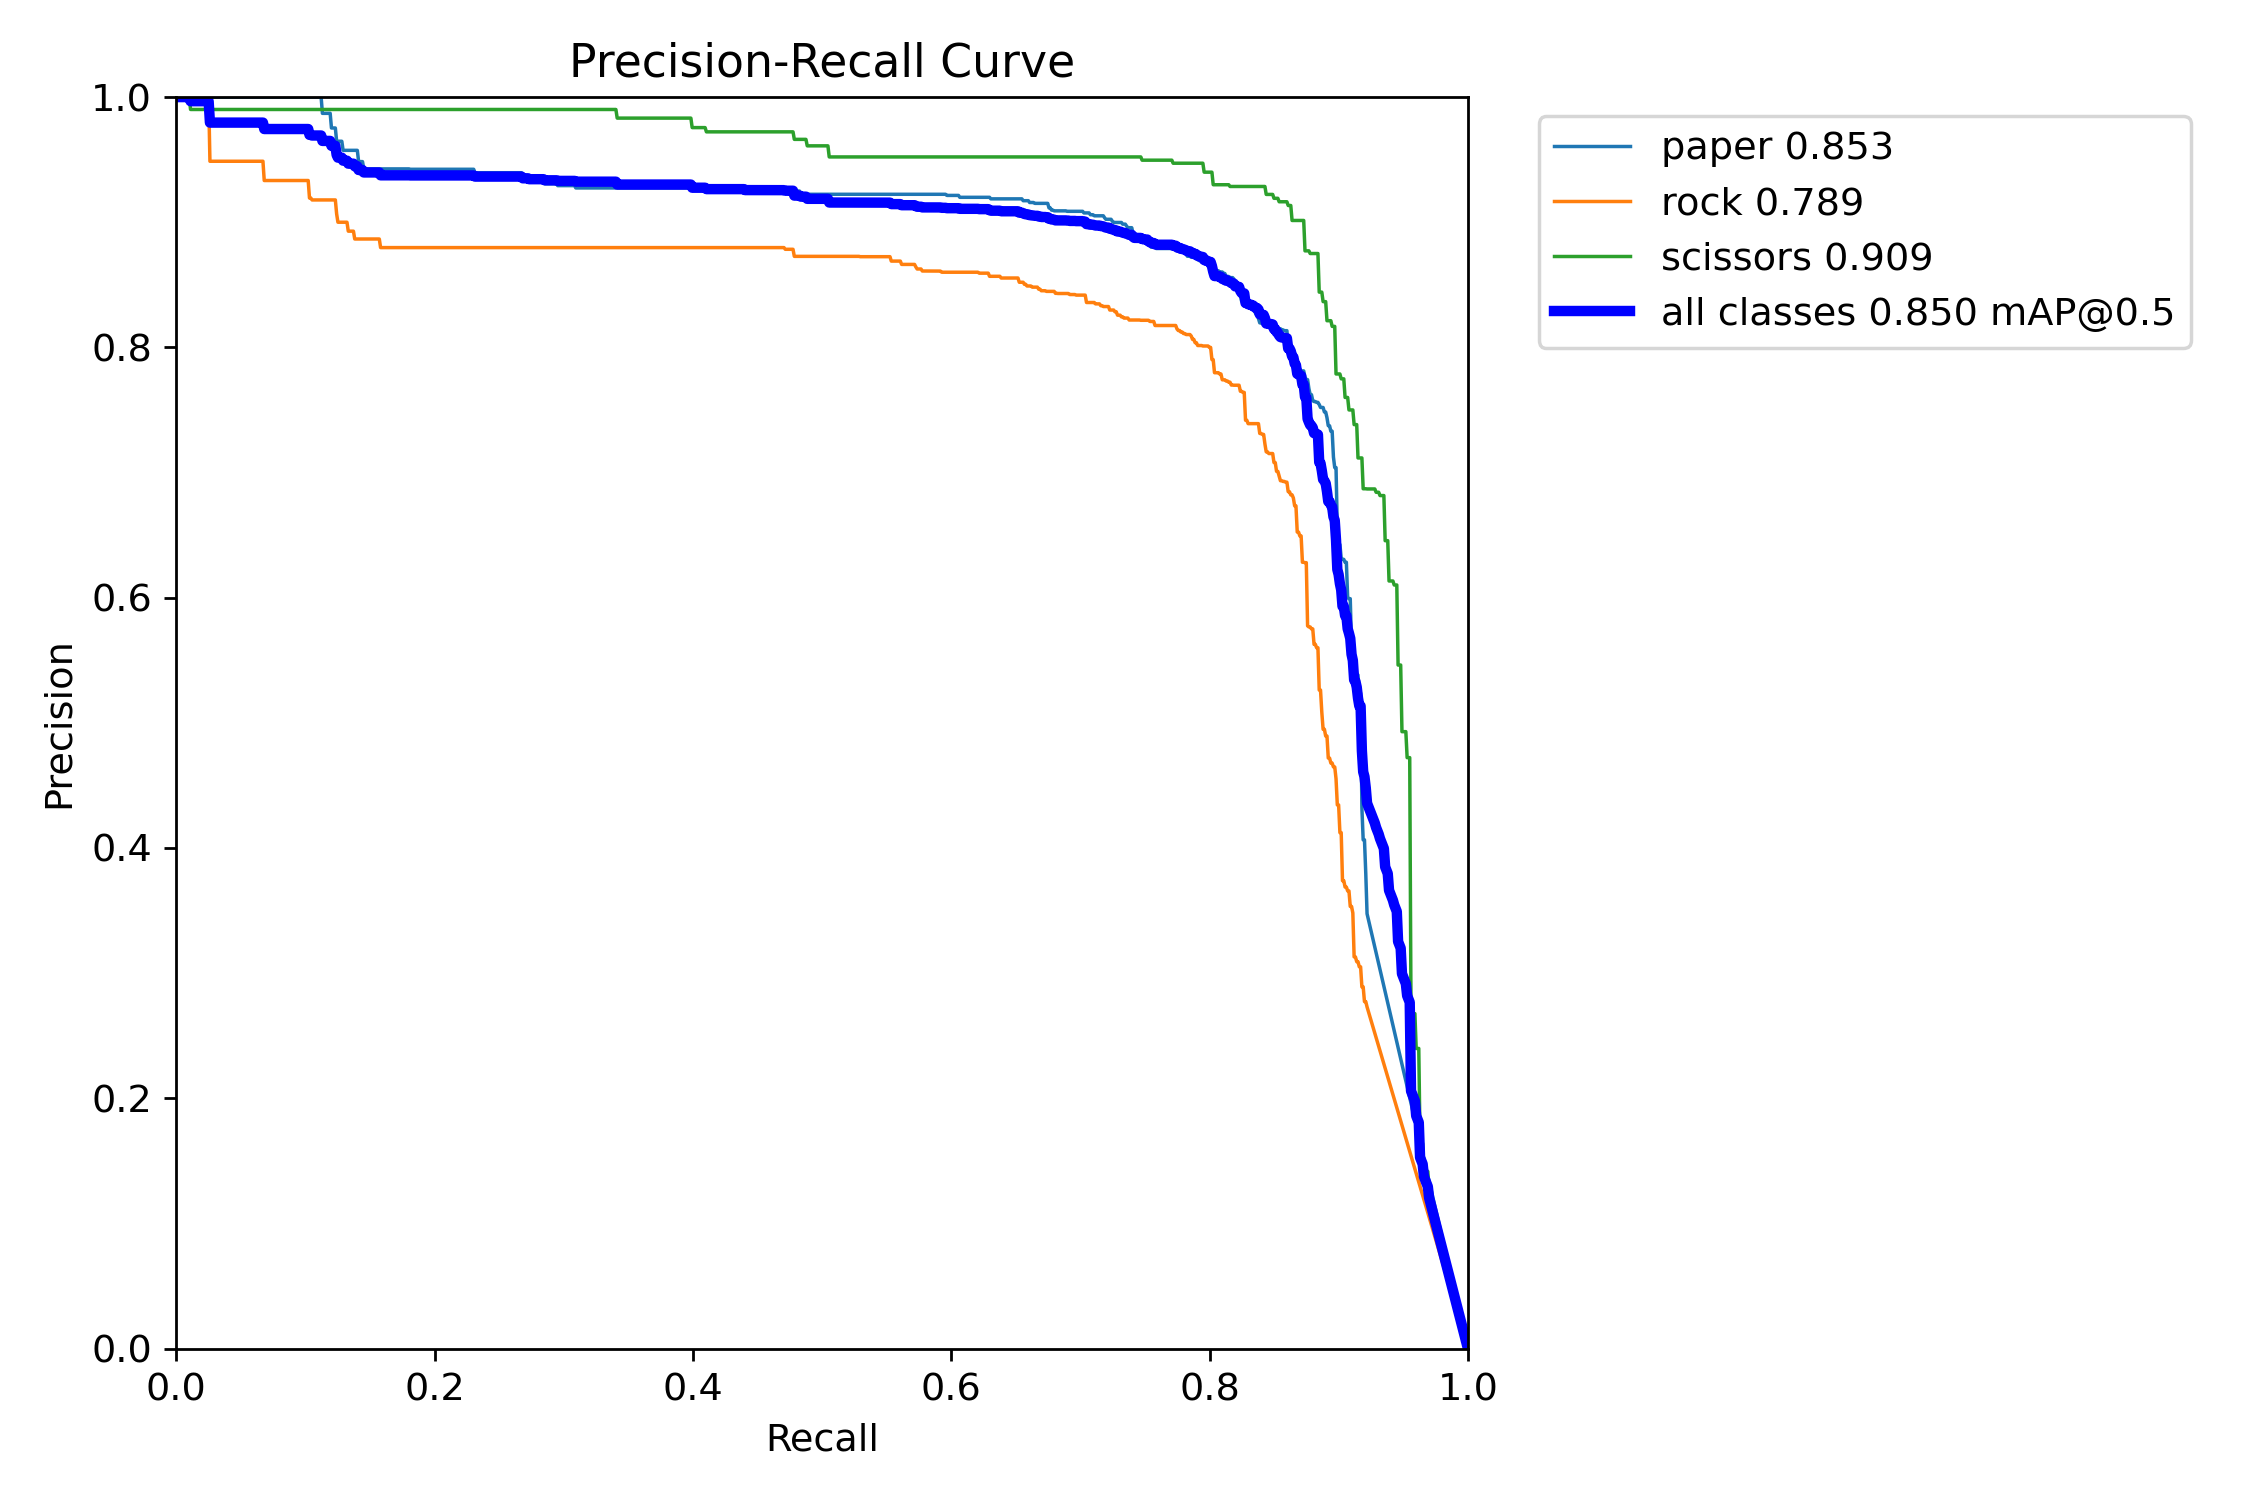 Precision-Recall Curve
1.0
0.8
0.6
0.4
0.2
0.0
Precision
0.0 0.2 0.4 0.6 0.8 1.0
Recall
paper 0.853
rock 0.789
scissors 0.909
all classes 0.850 mAP@0.5